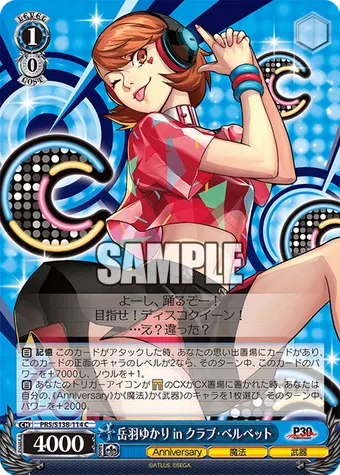 LEVEL
1
0
COST
C
SAMPLE
よーし、踊るぞー！
目指せ！ディスコクイーン！
…え？違った？
自 記憶 このカードがアタックした時、あなたの思い出置場にカードがあり、このカードの正面のキャラのレベルが2なら、そのターン中、このカードのパワーを+7000し、ソウルを+1。
自 あなたのトリガーアイコンが のCXがCX置場に置かれた時、あなたは自分の、《Anniversary》か《魔法》か《武器》のキャラを1枚選び、そのターン中、パワーを+2000。
CH PRS/S138-114 C
POWER
4000
岳羽ゆかり in クラブ・ベルベット
P30
Anniversary
魔法
武器
©ATLUS. ©SEGA.